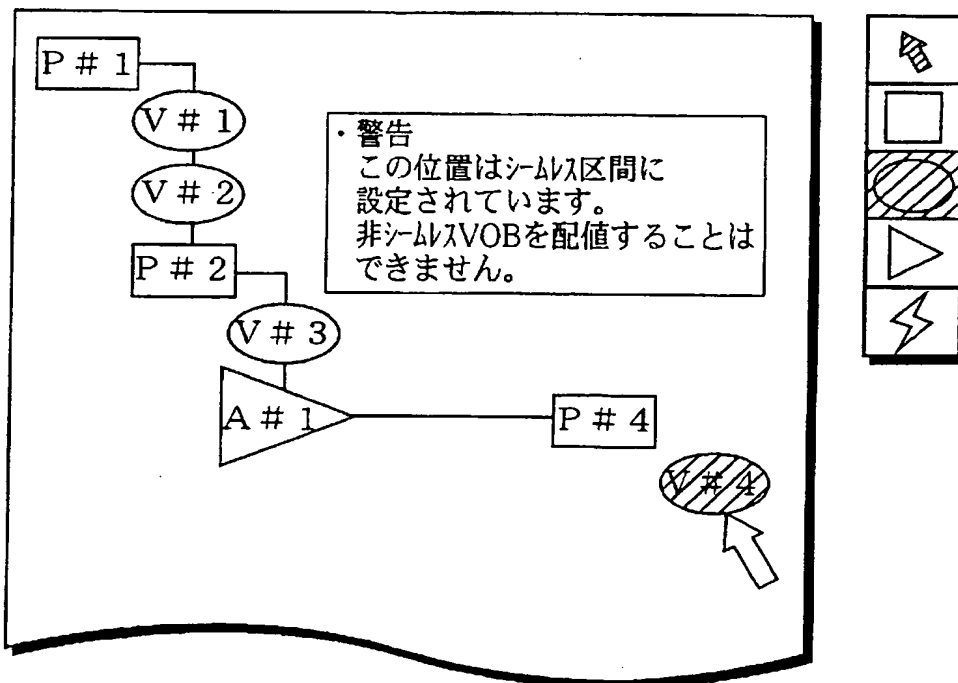 P # 1
V # 1
V # 2
P # 2
V # 3
A # 1
P # 4
V # 4
・警告
この位置はシームレス区間に
設定されています。
非シームレスVOBを配値することは
できません。